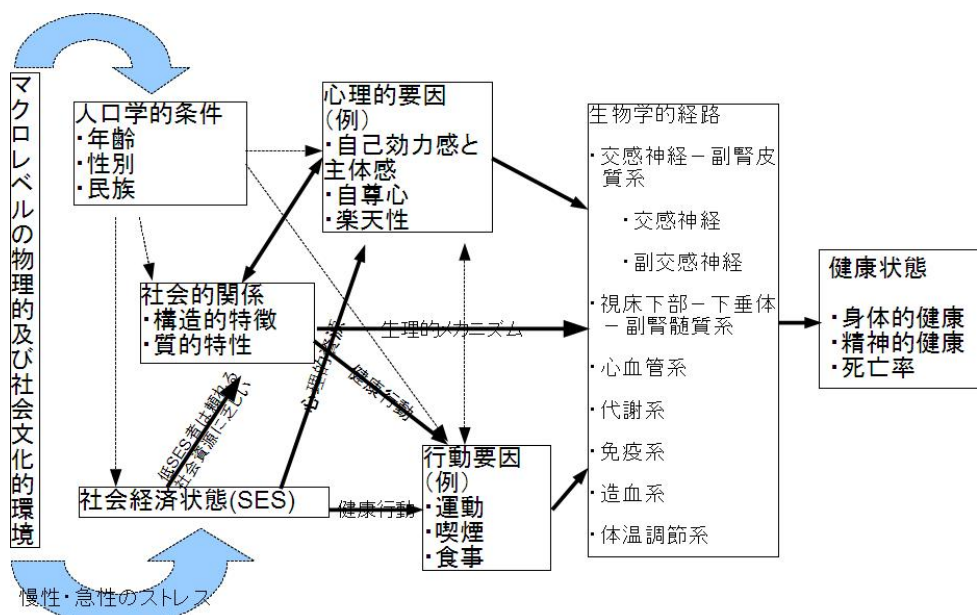 マクロレベルの物理的及び社会文化的環境
人口学的条件
・年齢
・性別
・民族
心理的要因
(例)
・自己効力感と
主体感
・自尊心
・楽天性
社会的関係
・構造的特徴
・質的特性
生理的メカニズム
心理的資源
健康行動
低SES者は頼れる
社会資源に乏しい
社会経済状態(SES)
健康行動
行動要因
(例)
・運動
・喫煙
・食事
慢性・急性のストレス
生物学的経路
・交感神経－副腎皮
質系
・交感神経
・副交感神経
・視床下部－下垂体
－副腎髄質系
・心血管系
・代謝系
・免疫系
・造血系
・体温調節系
健康状態
・身体的健康
・精神的健康
・死亡率